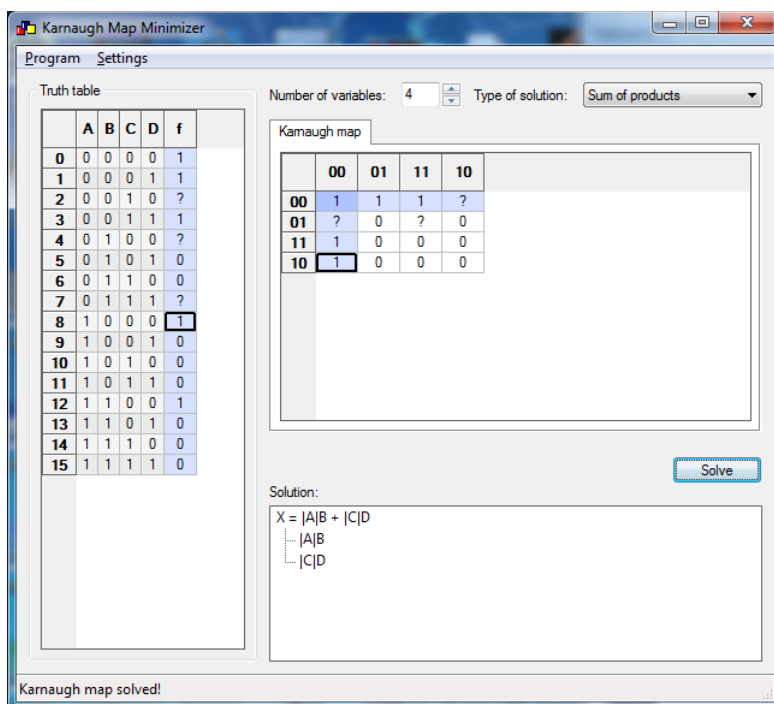 Karnaugh Map Minimizer
Program Settings
Truth table
A B C D f
0 0 0 0 0 1
1 0 0 0 1 1
2 0 0 1 0 ?
3 0 0 1 1 1
4 0 1 0 0 ?
5 0 1 0 1 0
6 0 1 1 0 0
7 0 1 1 1 ?
8 1 0 0 0 1
9 1 0 0 1 0
10 1 0 1 0 0
11 1 0 1 1 0
12 1 1 0 0 1
13 1 1 0 1 0
14 1 1 1 0 0
15 1 1 1 1 0
Number of variables: 4 Type of solution: Sum of products
Karnaugh map
00 01 11 10
00 1 1 1 ?
01 ? 0 ? 0
11 1 0 0 0
10 1 0 0 0
Solve
Solution:
X = |A|B + |C|D
|A|B
|C|D
Karnaugh map solved!